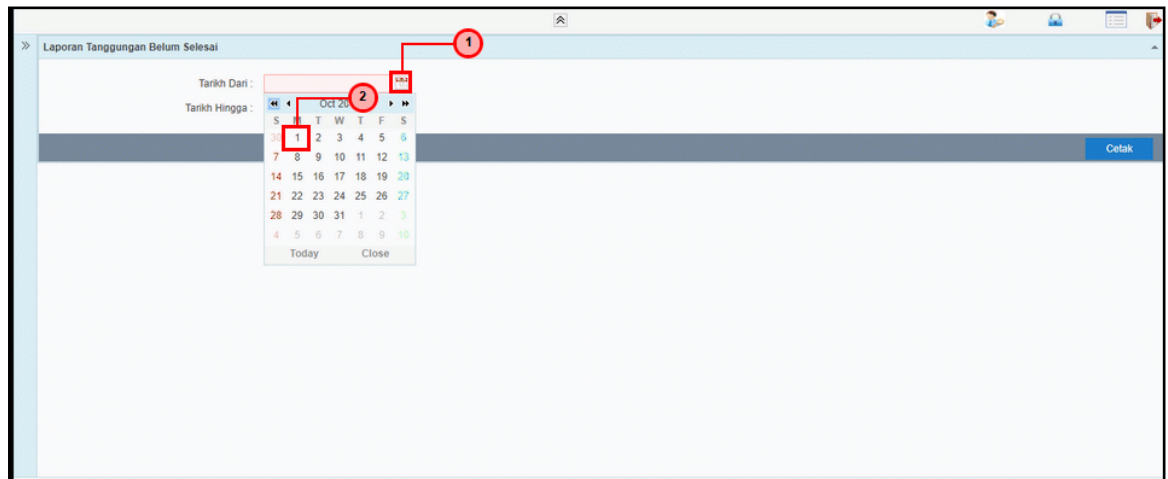 1
» Laporan Tanggungan Belum Selesai
Tarikh Dari :
2
Tarikh Hingga :
Oct 20
S M T W T F S
30 1 2 3 4 5 6
7 8 9 10 11 12 13
14 15 16 17 18 19 20
21 22 23 24 25 26 27
28 29 30 31 1 2 3
4 5 6 7 8 9 10
Today Close
Cetak